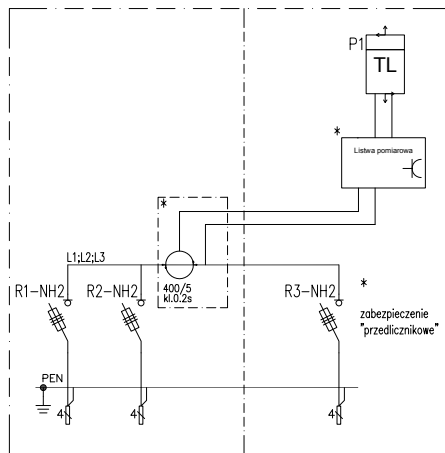 P1
TL
*
Listwa pomiarowa
*
L1;L2;L3
400/5
kl.0.2s
R1-NH2
R2-NH2
R3-NH2
*
zabezpieczenie
"przedlicznikowe"
PEN
4
4
4